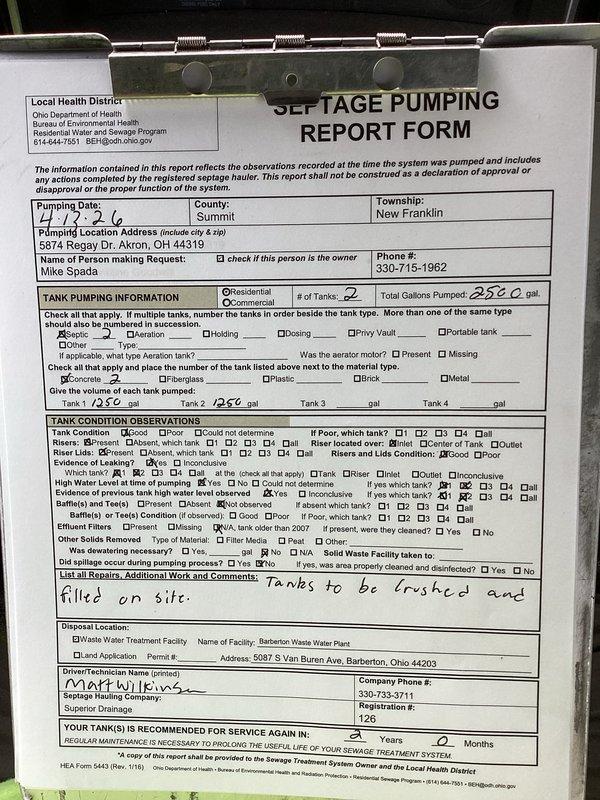 Local Health District
Ohio Department of Health
Bureau of Environmental Health
Residential Water and Sewage Program
614-644-7551 BEH@odh.ohio.gov
SEPTAGE PUMPING
REPORT FORM
The information contained in this report reflects the observations recorded at the time the system was pumped and includes
any actions completed by the registered septage hauler. This report shall not be construed as a declaration of approval or
disapproval or the proper function of the system.
Pumping Date: County: Township:
4.13.26 Summit New Franklin
Pumping Location Address (include city & zip)
5874 Regay Dr. Akron, OH 44319
Name of Person making Request: ☑ check if this person is the owner Phone #:
Mike Spada 330-715-1962
TANK PUMPING INFORMATION Residential # of Tanks: 2 Total Gallons Pumped: 2500 gal.
Commercial
Check all that apply. If multiple tanks, number the tanks in order beside the tank type. More than one of the same type
should also be numbered in succession.
☒Septic 2 ☐Aeration ☐Holding ☐Dosing ☐Privy Vault ☐Portable tank
☐Other Type:
If applicable, what type Aeration tank? Was the aerator motor? ☐ Present ☐ Missing
Check all that apply and place the number of the tank listed above next to the material type.
☒Concrete 2 ☐Fiberglass ☐Plastic ☐Brick ☐Metal
Give the volume of each tank pumped:
Tank 1 1250 gal Tank 2 1250 gal Tank 3 gal Tank 4 gal
TANK CONDITION OBSERVATIONS
Tank Condition ☒Good ☐Poor ☐Could not determine If Poor, which tank? ☐1 ☐2 ☐3 ☐4 ☐all
Risers: ☒Present ☐Absent, which tank ☐1 ☐2 ☐3 ☐4 ☐all Riser located over: ☒Inlet ☐Center of Tank ☐Outlet
Riser Lids: ☒Present ☐Absent, which tank ☐1 ☐2 ☐3 ☐4 ☐all Risers and Lids Condition: ☒Good ☐Poor
Evidence of Leaking? ☒Yes ☐ Inconclusive
Which tank? ☒1 ☒2 ☐3 ☐4 ☐all at the (check all that apply) ☐Tank ☐Riser ☐Inlet ☐Outlet ☐Inconclusive
High Water Level at time of pumping ☒Yes ☐ No ☐ Could determine If yes which tank? ☒1 ☒2 ☐3 ☐4 ☐all
Evidence of previous tank high water level observed ☒Yes ☐ Inconclusive If yes which tank? ☒1 ☒2 ☐3 ☐4 ☐all
Baffle(s) and Tee(s) ☐Present ☐Absent ☒Not observed If absent which tank? ☐1 ☐2 ☐3 ☐4 ☐all
Baffle(s) or Tee(s) Condition (if observed): ☐ Good ☐Poor If Poor, which tank? ☐1 ☐2 ☐3 ☐4 ☐all
Effluent Filters ☐Present ☐Missing ☒N/A, tank older than 2007 If present, were they cleaned? ☐ Yes ☐ No
Other Solids Removed Type of Material: ☐ Filter Media ☐ Peat ☐ Other:
Was dewatering necessary? ☐ Yes, gal ☒ No ☐ N/A Solid Waste Facility taken to:
Did spillage occur during pumping process? ☐ Yes ☒No If yes, was area properly cleaned and disinfected? ☐ Yes ☐ No
List all Repairs, Additional Work and Comments: Tanks to be Crushed and
filled on site.
Disposal Location:
☑Waste Water Treatment Facility Name of Facility: Barberton Waste Water Plant
☐Land Application Permit #: Address: 5087 S Van Buren Ave, Barberton, Ohio 44203
Driver/Technician Name (printed) Company Phone #:
Matt Wilkinson 330-733-3711
Septage Hauling Company: Registration #:
Superior Drainage 126
YOUR TANK(S) IS RECOMMENDED FOR SERVICE AGAIN IN: 2 Years 0 Months
REGULAR MAINTENANCE IS NECESSARY TO PROLONG THE USEFUL LIFE OF YOUR SEWAGE TREATMENT SYSTEM.
*A copy of this report shall be provided to the Sewage Treatment System Owner and the Local Health District
HEA Form 5443 (Rev. 1/16) Ohio Department of Health • Bureau of Environmental Health and Radiation Protection • Residential Sewage Program • (614) 644-7551 • BEH@odh.ohio.gov